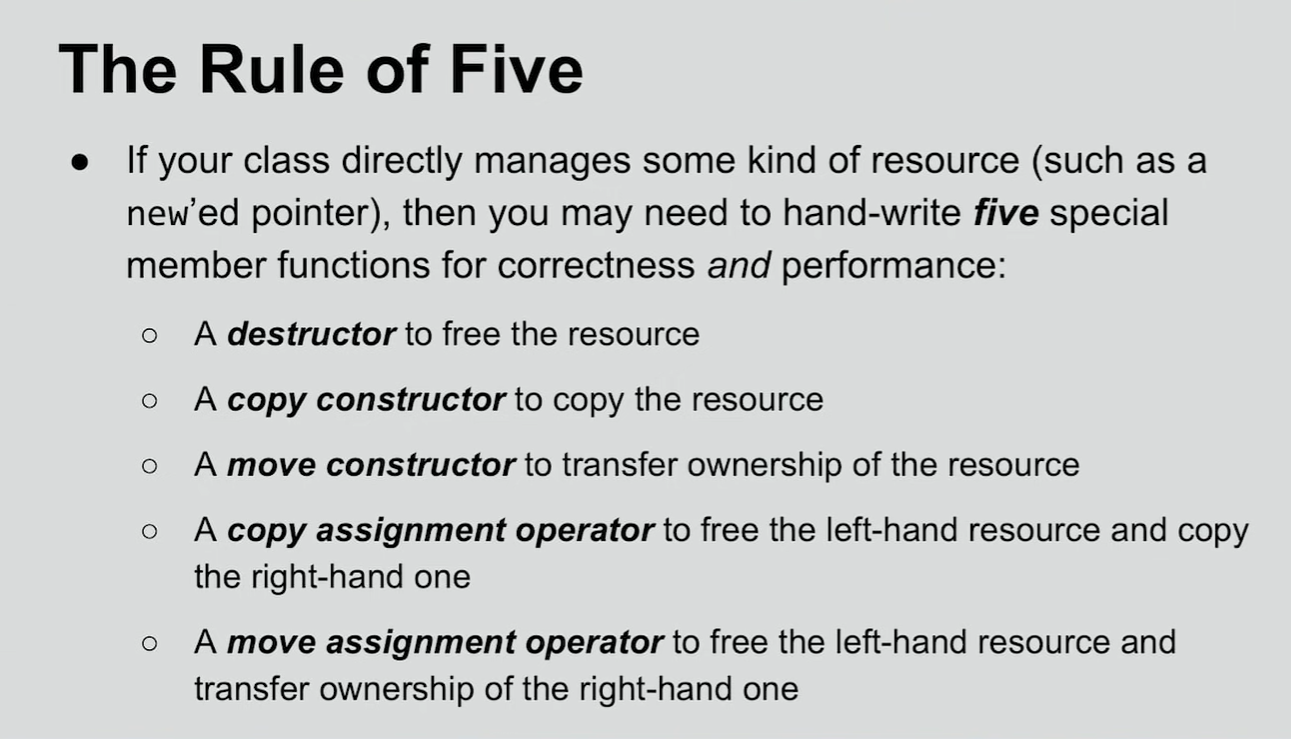 The Rule of Five
● If your class directly manages some kind of resource (such as a
new’ed pointer), then you may need to hand-write five special
member functions for correctness and performance:
○ A destructor to free the resource
○ A copy constructor to copy the resource
○ A move constructor to transfer ownership of the resource
○ A copy assignment operator to free the left-hand resource and copy
the right-hand one
○ A move assignment operator to free the left-hand resource and
transfer ownership of the right-hand one